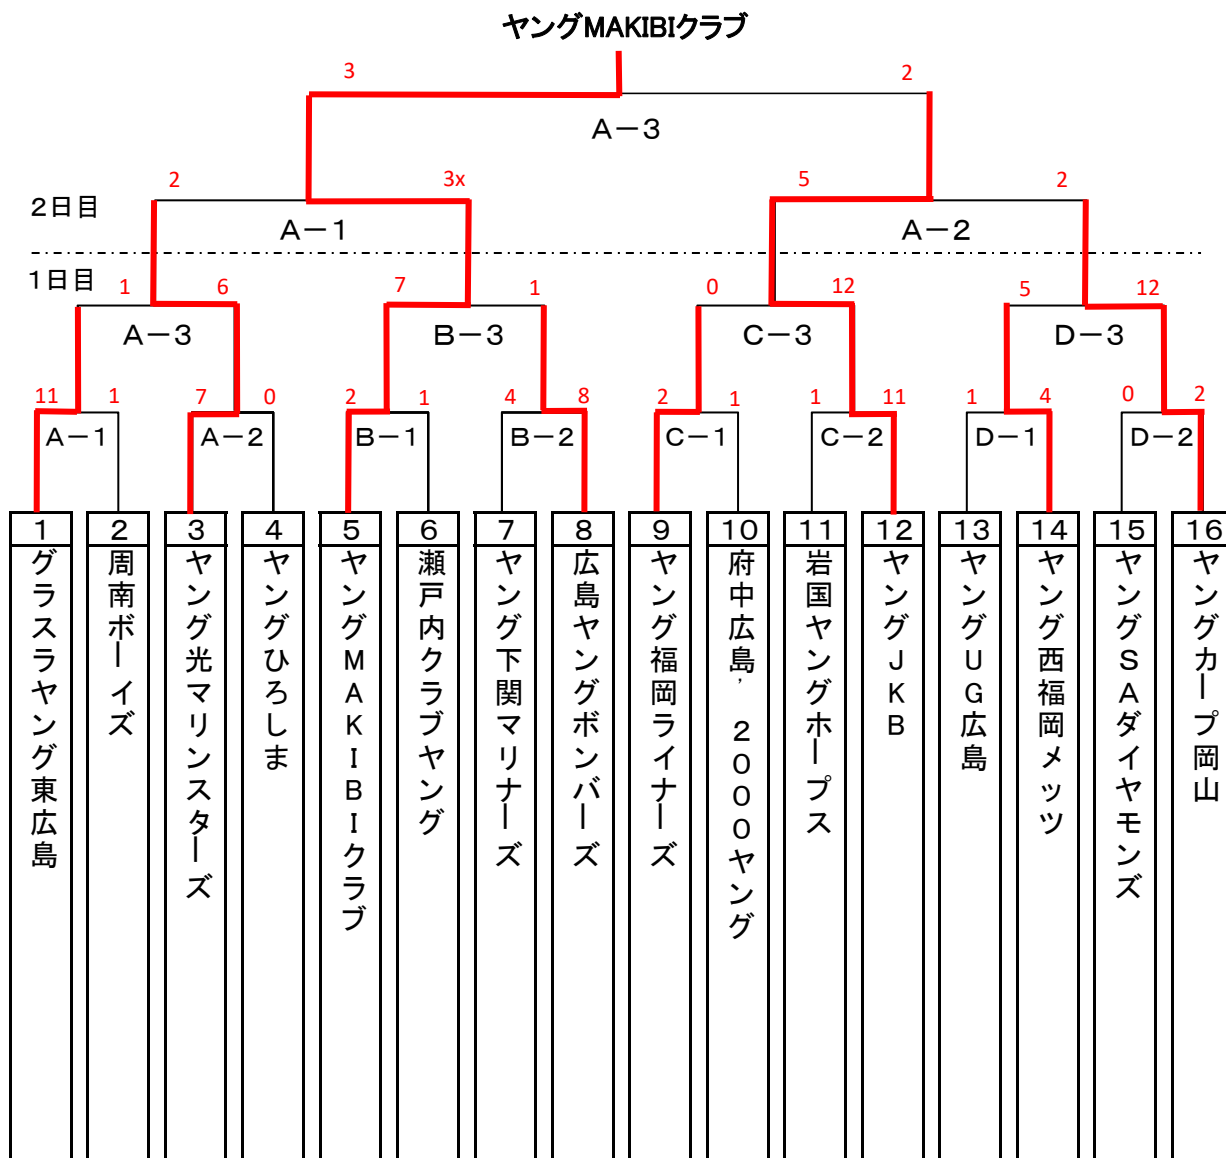 ヤングMAKIBIクラブ
3 2
A－3
2 3x 5 2
2日目
A－1 A－2
1日目
1 6 7 1 0 12 5 12
A－3 B－3 C－3 D－3
11 1 7 0 2 1 4 8 2 1 1 11 1 4 0 2
A－1 A－2 B－1 B－2 C－1 C－2 D－1 D－2
1 2 3 4 5 6 7 8 9 10 11 12 13 14 15 16
グラスラヤング東広島
周南ボーイズ
ヤング光マリンスターズ
ヤングひろしま
ヤングMAKIBIクラブ
瀬戸内クラブヤング
ヤング下関マリナーズ
広島ヤングボンバーズ
ヤング福岡ライナーズ
府中広島’2000ヤング
岩国ヤングホープス
ヤングJKB
ヤングUG広島
ヤング西福岡メッツ
ヤングSAダイヤモンズ
ヤングカープ岡山